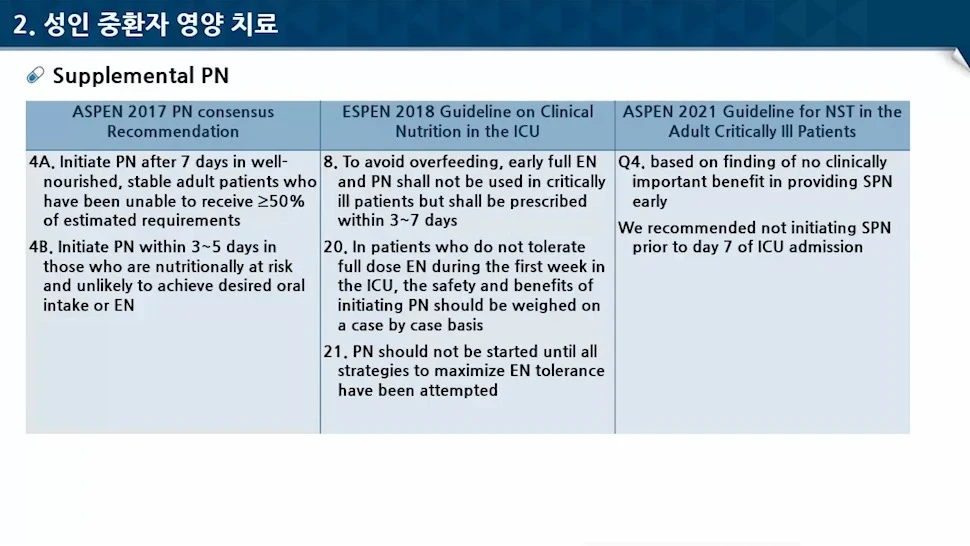 2. 성인 중환자 영양 치료
Supplemental PN
ASPEN 2017 PN consensus
Recommendation
4A. Initiate PN after 7 days in well-
nourished, stable adult patients who
have been unable to receive ≥50%
of estimated requirements
4B. Initiate PN within 3~5 days in
those who are nutritionally at risk
and unlikely to achieve desired oral
intake or EN
ESPEN 2018 Guideline on Clinical
Nutrition in the ICU
8. To avoid overfeeding, early full EN
and PN shall not be used in critically
ill patients but shall be prescribed
within 3~7 days
20. In patients who do not tolerate
full dose EN during the first week in
the ICU, the safety and benefits of
initiating PN should be weighed on
a case by case basis
21. PN should not be started until all
strategies to maximize EN tolerance
have been attempted
ASPEN 2021 Guideline for NST in the
Adult Critically Ill Patients
Q4. based on finding of no clinically
important benefit in providing SPN
early
We recommended not initiating SPN
prior to day 7 of ICU admission